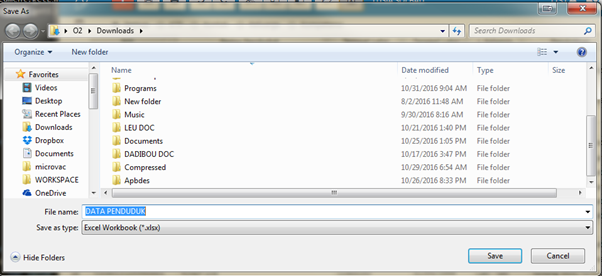 Save As
O2 ▸ Downloads ▸
Search Downloads
Organize ▾ New folder
Name Date modified Type Size
Favorites
Videos
Desktop
Recent Places
Downloads
Dropbox
Documents
microvac
WORKSPACE
OneDrive
Programs 10/31/2016 9:04 AM File folder
New folder 8/2/2016 11:48 AM File folder
Music 9/30/2016 8:16 AM File folder
LEU DOC 10/21/2016 1:40 PM File folder
Documents 10/25/2016 1:05 PM File folder
DADIBOU DOC 10/17/2016 3:47 PM File folder
Compressed 10/29/2016 6:54 AM File folder
Apbdes 10/26/2016 8:33 PM File folder
File name: DATA PENDUDUK
Save as type: Excel Workbook (*.xlsx)
Hide Folders
Save Cancel